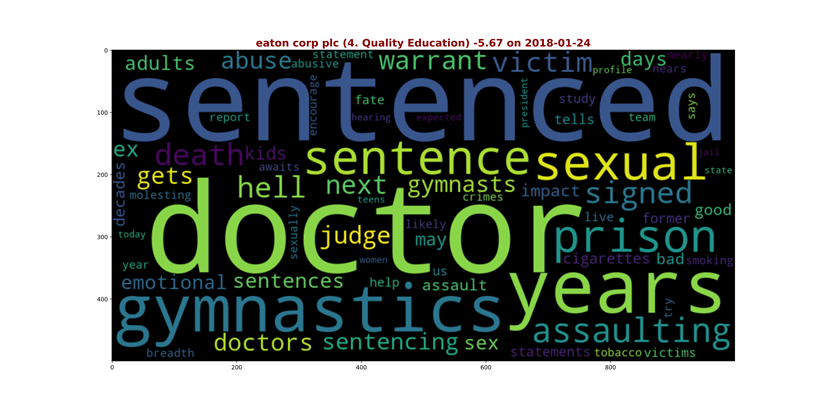 eaton corp plc (4. Quality Education) -5.67 on 2018-01-24
0
100
200
300
400
0 200 400 600 800
adults abuse statement abusive warrant victim profile days nearly nears
sentenced
encourage fate report hearing expected president study tells team says
ex death kids awaits sentence sexual jail state
decades molesting gets hell next teens gymnasts crimes impact signed good
doctor
today year sexually judge women likely may us live former prison
cigarettes bad smoking
emotional sentences help assault years try
gymnastics
assaulting
breadth doctors sentencing sex statements tobacco victims